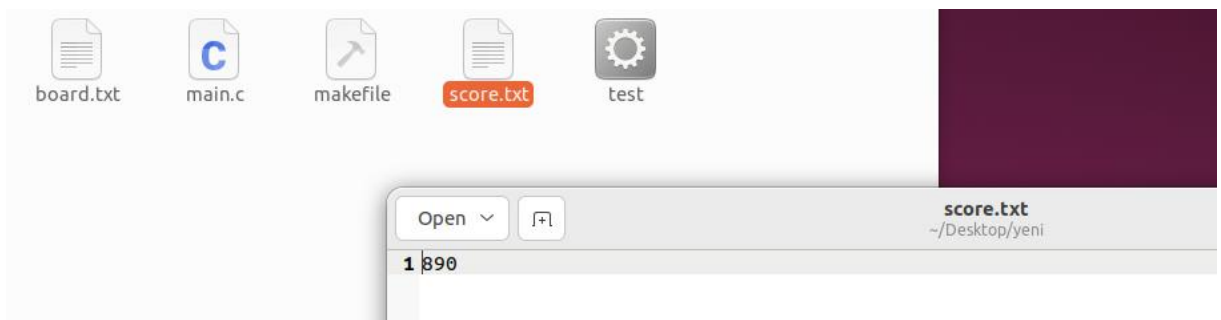 board.txt
main.c
makefile
score.txt
test
Open
score.txt
~/Desktop/yeni
1 890